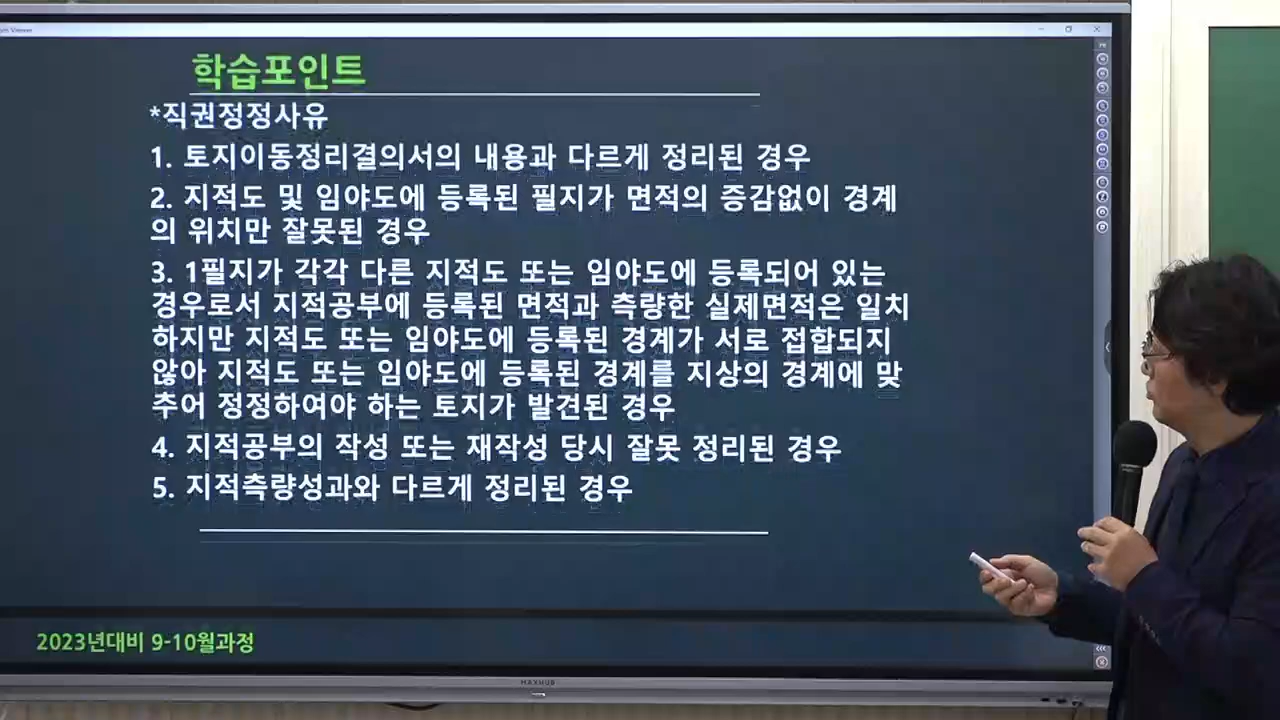 학습포인트
*직권정정사유
1. 토지이동정리결의서의 내용과 다르게 정리된 경우
2. 지적도 및 임야도에 등록된 필지가 면적의 증감없이 경계
의 위치만 잘못된 경우
3. 1필지가 각각 다른 지적도 또는 임야도에 등록되어 있는
경우로서 지적공부에 등록된 면적과 측량한 실제면적은 일치
하지만 지적도 또는 임야도에 등록된 경계가 서로 접합되지
않아 지적도 또는 임야도에 등록된 경계를 지상의 경계에 맞
추어 정정하여야 하는 토지가 발견된 경우
4. 지적공부의 작성 또는 재작성 당시 잘못 정리된 경우
5. 지적측량성과와 다르게 정리된 경우
2023년대비 9-10월과정
MAXHUB